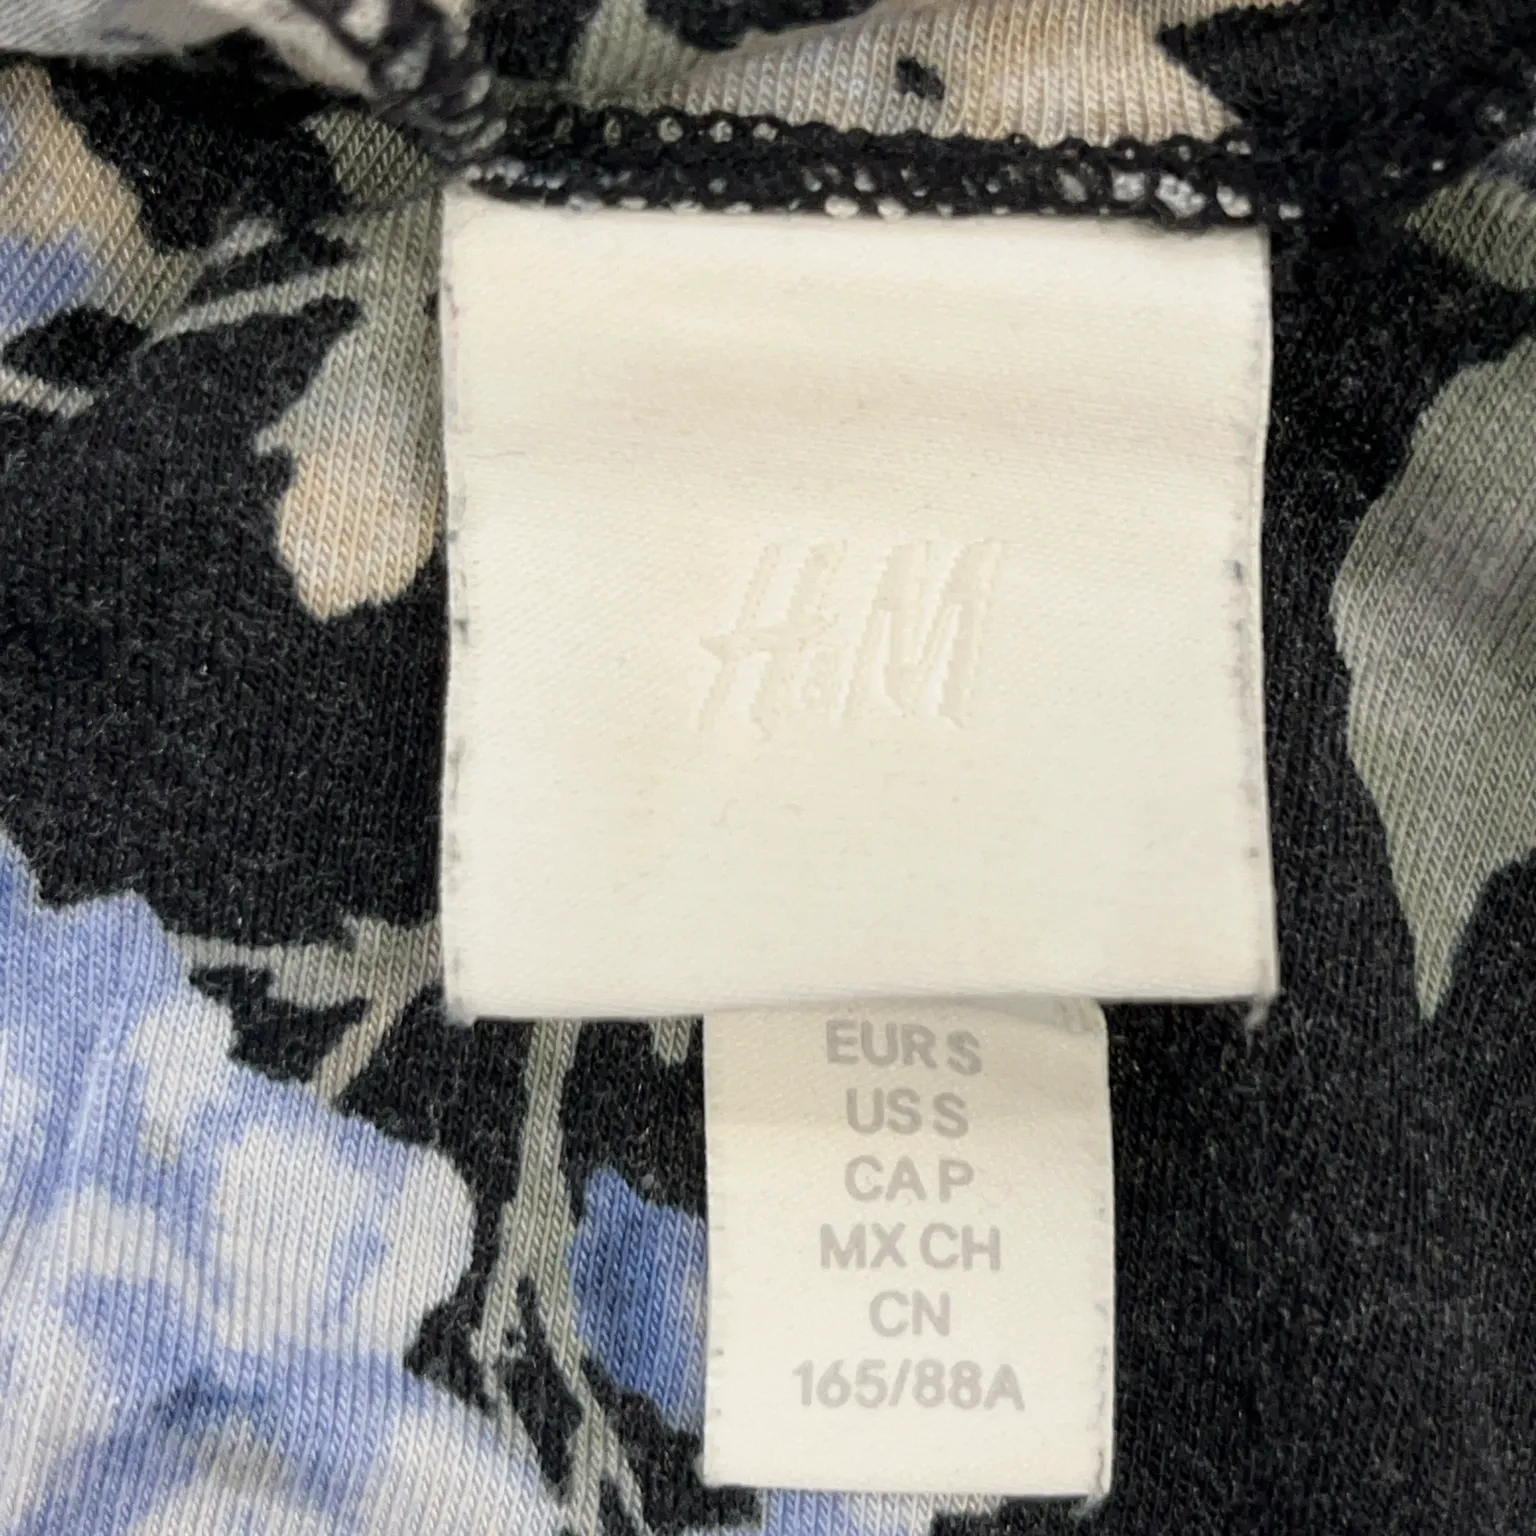 H&M
EUR S
US S
CA P
MX CH
CN
165/88A